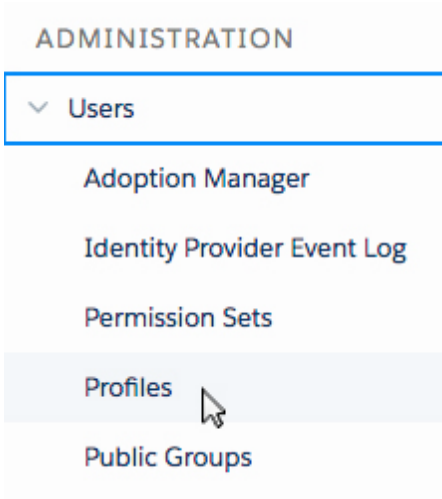 ADMINISTRATION
Users
Adoption Manager
Identity Provider Event Log
Permission Sets
Profiles
Public Groups